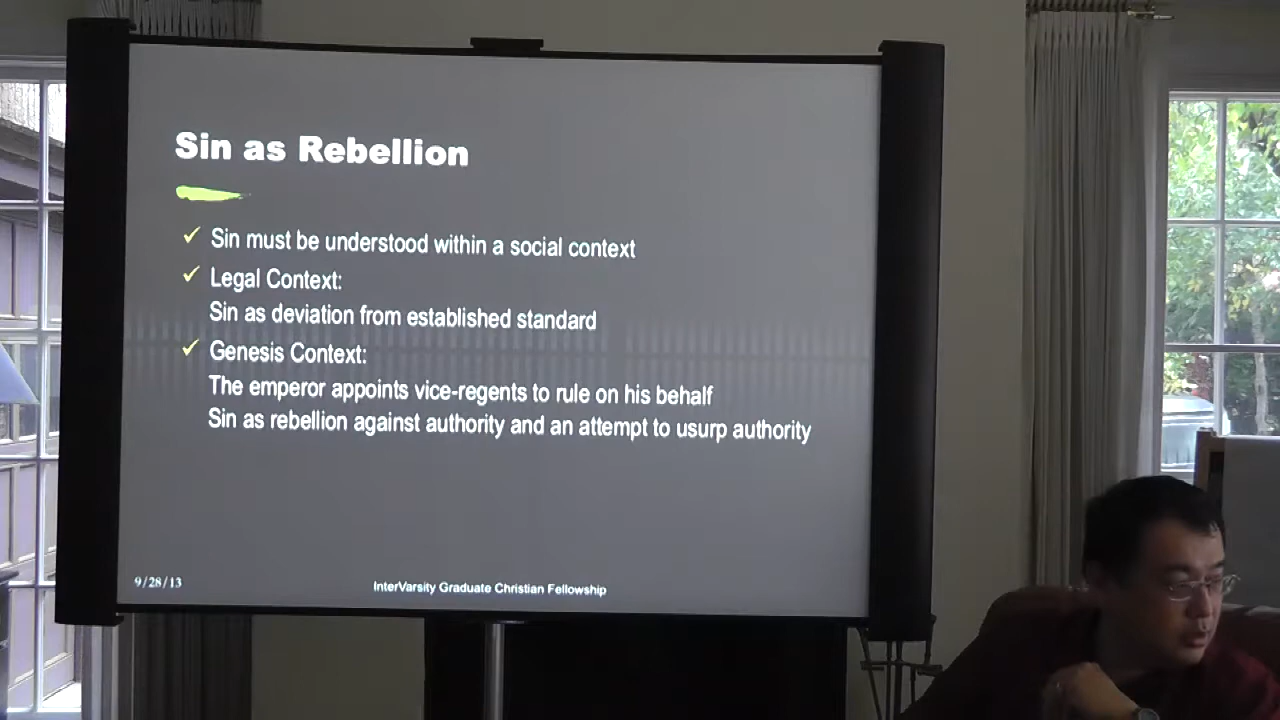 Sin as Rebellion
✓ Sin must be understood within a social context
✓ Legal Context:
Sin as deviation from established standard
✓ Genesis Context:
The emperor appoints vice-regents to rule on his behalf
Sin as rebellion against authority and an attempt to usurp authority
9/28/13
InterVarsity Graduate Christian Fellowship